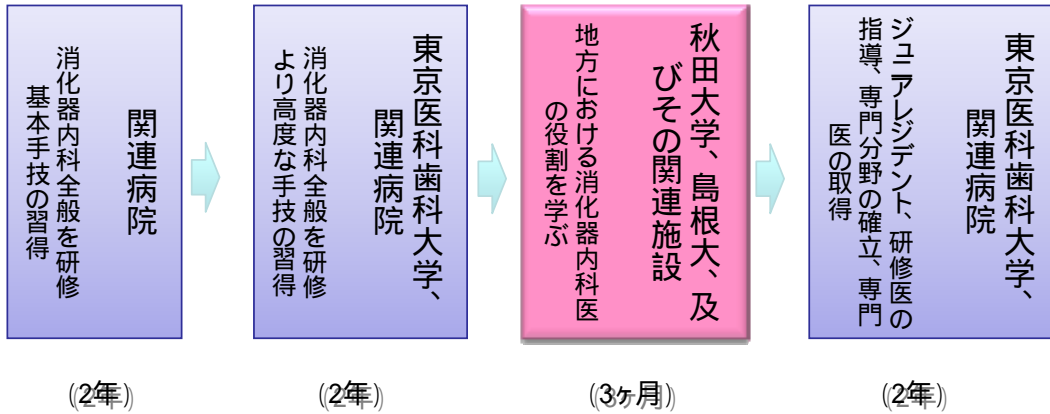 関連病院
消化器内科全般を研修
基本手技の習得
(2年)
東京医科歯科大学、
関連病院
消化器内科全般を研修
より高度な手技の習得
(2年)
秋田大学、島根大、及
びその関連施設
地方における消化器内科医
の役割を学ぶ
(3ヶ月)
東京医科歯科大学、
関連病院
ジュニアレジデント、研修医の
指導、専門分野の確立、専門
医の取得
(2年)